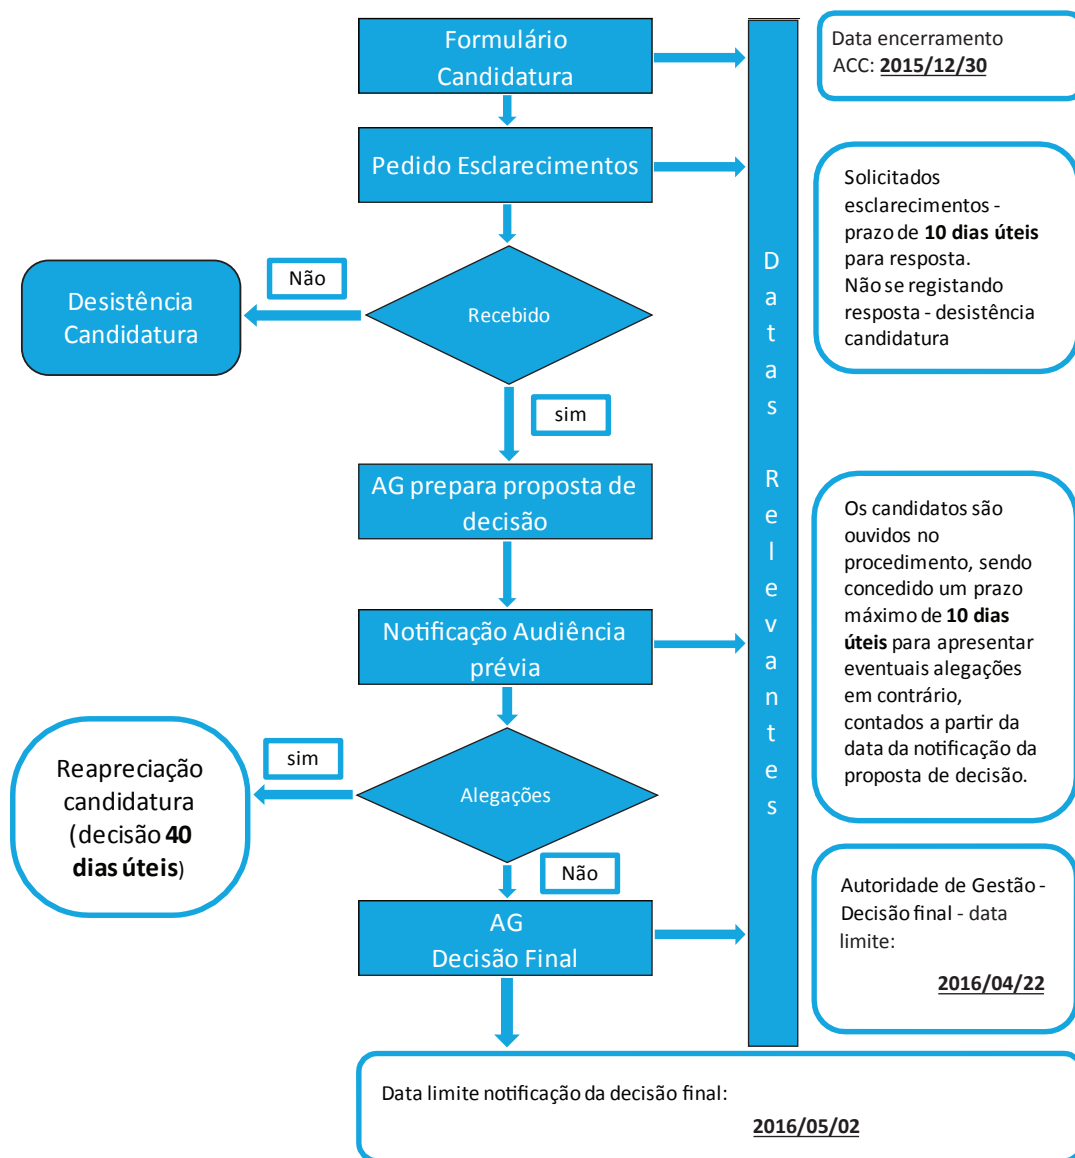 Formulário
Candidatura
Data encerramento
ACC: 2015/12/30
Pedido Esclarecimentos
Solicitados
esclarecimentos -
prazo de 10 dias úteis
para resposta.
Não se registando
resposta - desistência
candidatura
Não
Desistência
Candidatura
Recebido
sim
Datas Relevantes
AG prepara proposta de
decisão
Os candidatos são
ouvidos no
procedimento, sendo
concedido um prazo
máximo de 10 dias
úteis para apresentar
eventuais alegações
em contrário,
contados a partir da
data da notificação da
proposta de decisão.
Notificação Audiência
prévia
sim
Reapreciação
candidatura
(decisão 40
dias úteis)
Alegações
Não
AG
Decisão Final
Autoridade de Gestão -
Decisão final - data
limite:
2016/04/22
Data limite notificação da decisão final:
2016/05/02